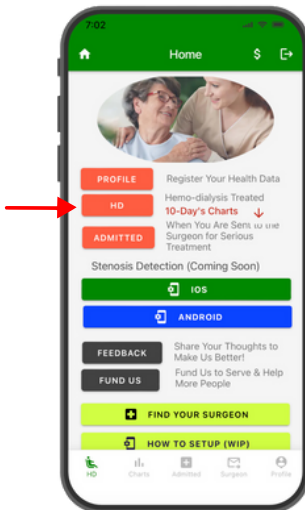 7:02
Home
$
PROFILE
Register Your Health Data
HD
Hemo-dialysis Treated
10-Day's Charts
ADMITTED
When You Are Sent to the
Surgeon for Serious
Treatment
Stenosis Detection (Coming Soon)
IOS
ANDROID
FEEDBACK
Share Your Thoughts to
Make Us Better!
FUND US
Fund Us to Serve & Help
More People
FIND YOUR SURGEON
HOW TO SETUP (WIP)
HD
Charts
Admitted
Surgeon
Profile